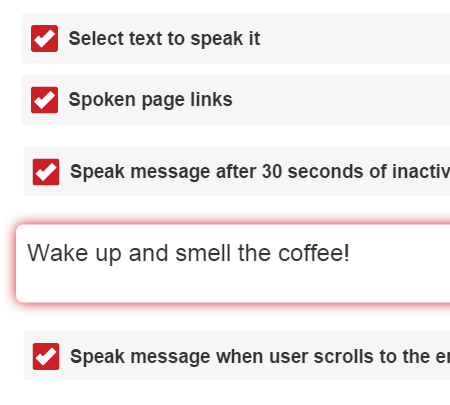 Select text to speak it
Spoken page links
Speak message after 30 seconds of
Wake up and smell the coffee!
Speak message when user scrolls to the